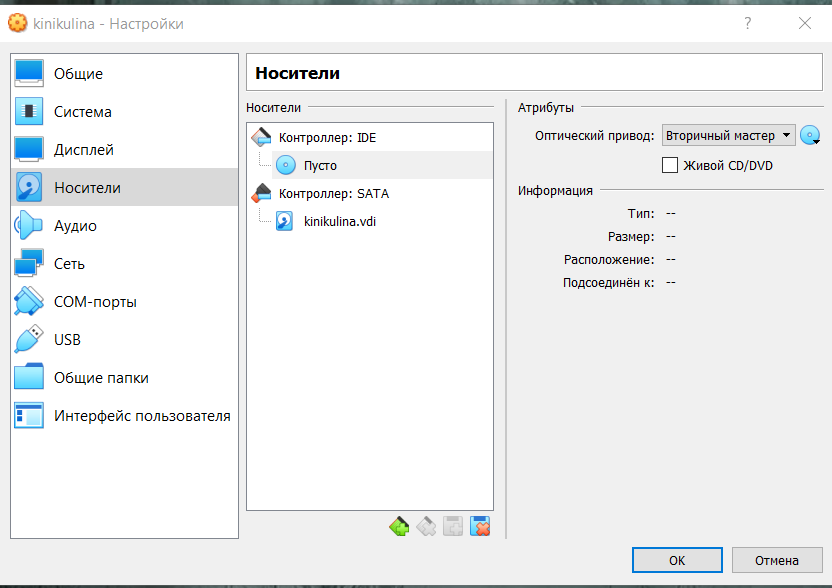 kinikulina - Настройки
?
Общие
Система
Дисплей
Носители
Аудио
Сеть
COM-порты
USB
Общие папки
Интерфейс пользователя
Носители
Носители
Контроллер: IDE
Пусто
Контроллер: SATA
kinikulina.vdi
Атрибуты
Оптический привод: Вторичный мастер
Живой CD/DVD
Информация
Тип: --
Размер: --
Расположение: --
Подсоединён к: --
OK Отмена